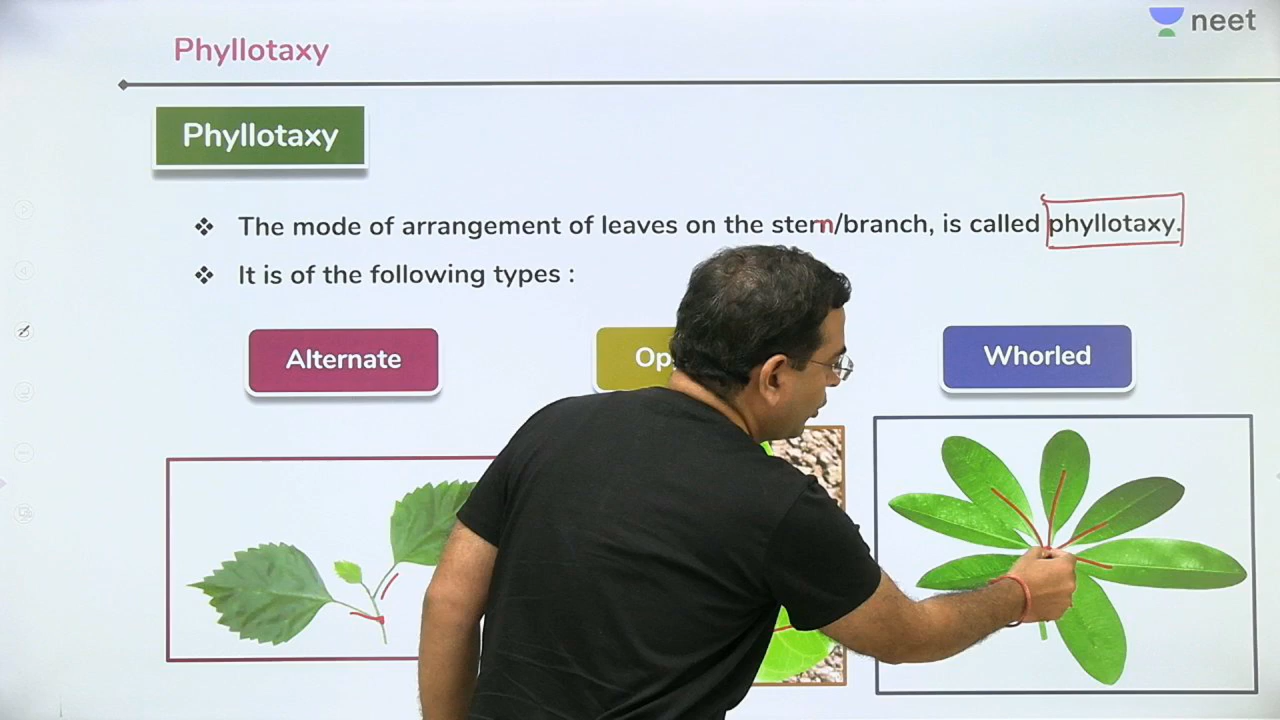 Phyllotaxy
neet
Phyllotaxy
❖ The mode of arrangement of leaves on the stern/branch, is called phyllotaxy.
❖ It is of the following types :
Alternate
Whorled